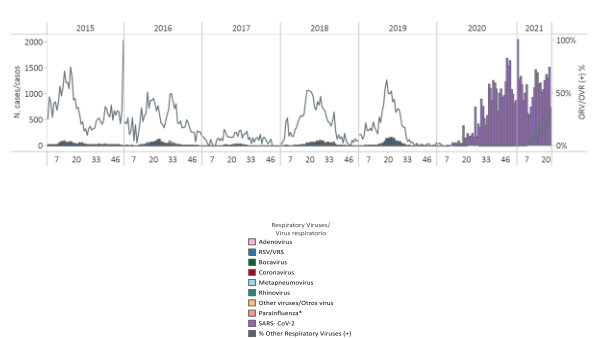 2015 2016 2017 2018 2019 2020 2021
2000 100%
1500
1000 50%
500
0 0%
N. cases/casos
ORV/OVR (+) %
7 20 33 46 7 20 33 46 7 20 33 46 7 20 33 46 7 20 33 46 7 20 33 46 7 20
Respiratory Viruses/
Virus respiratorio
Adenovirus
RSV/VRS
Bocavirus
Coronavirus
Metapneumovirus
Rhinovirus
Other viruses/Otros virus
Parainfluenza*
SARS- CoV-2
% Other Respiratory Viruses (+)